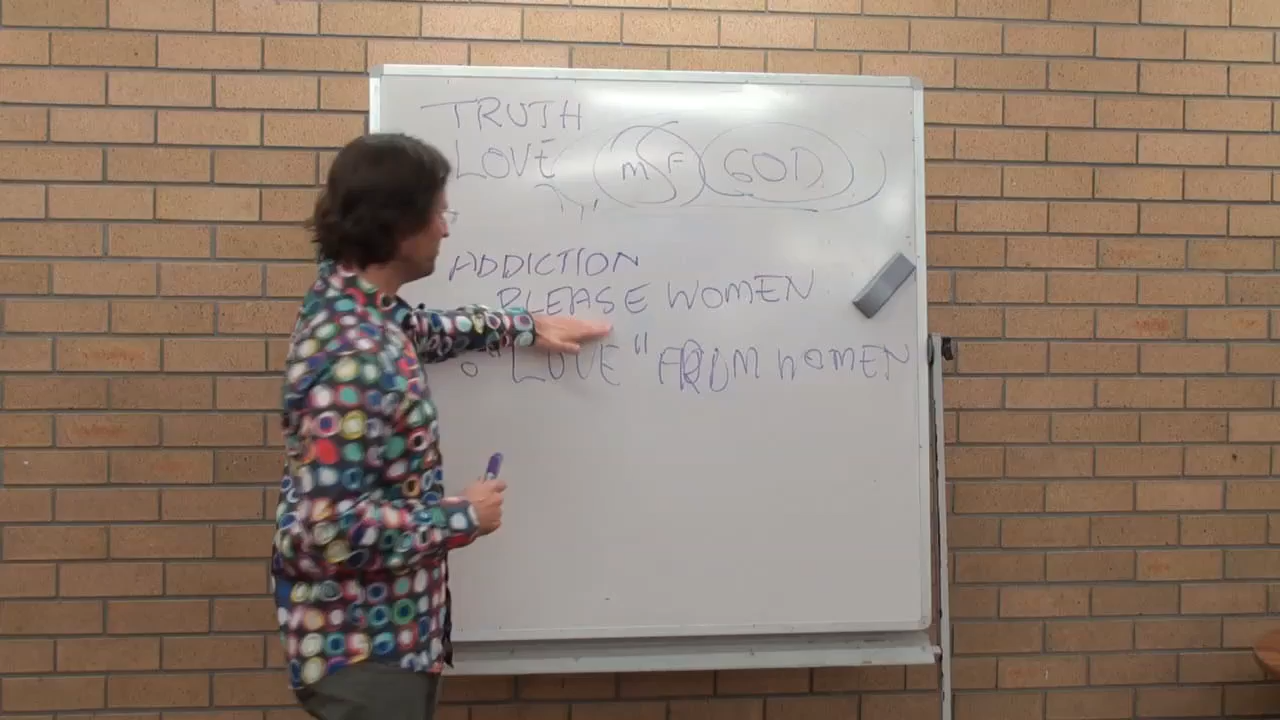 TRUTH
LOVE M F GOD
ADDICTION
PLEASE WOMEN
"LOVE" FROM WOMEN